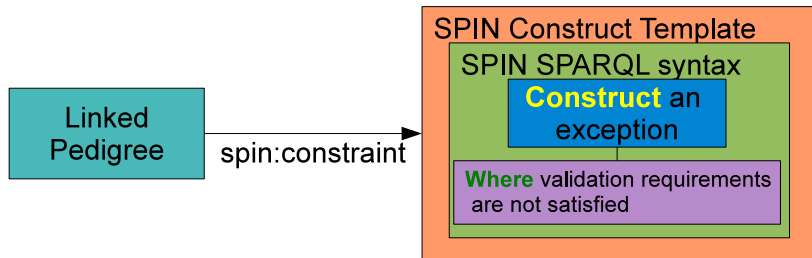 Linked
Pedigree
spin:constraint
SPIN Construct Template
SPIN SPARQL syntax
Construct an
exception
Where validation requirements
are not satisfied